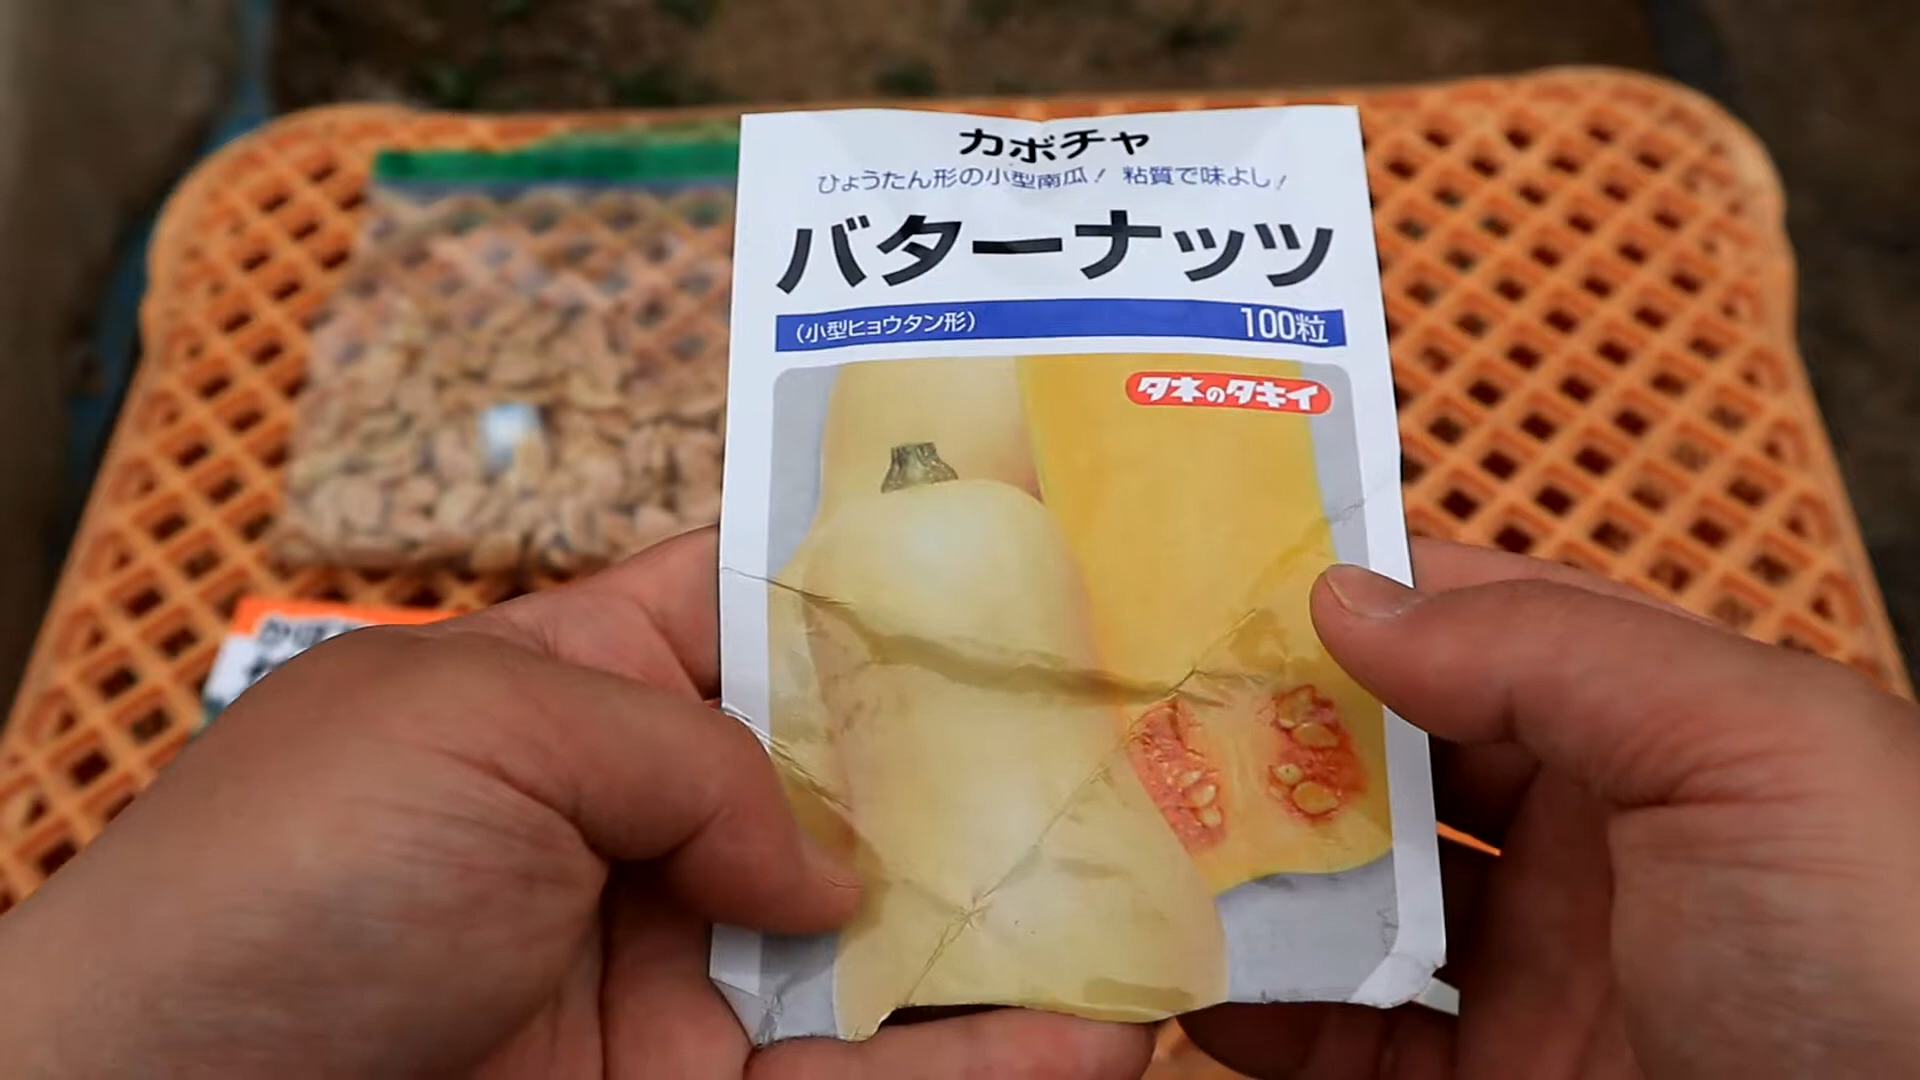 カボチャ
ひょうたん形の小型南瓜! 粘質で味よし!
バターナッツ
(小型ヒョウタン形) 100粒
タネのタキイ
かぼ